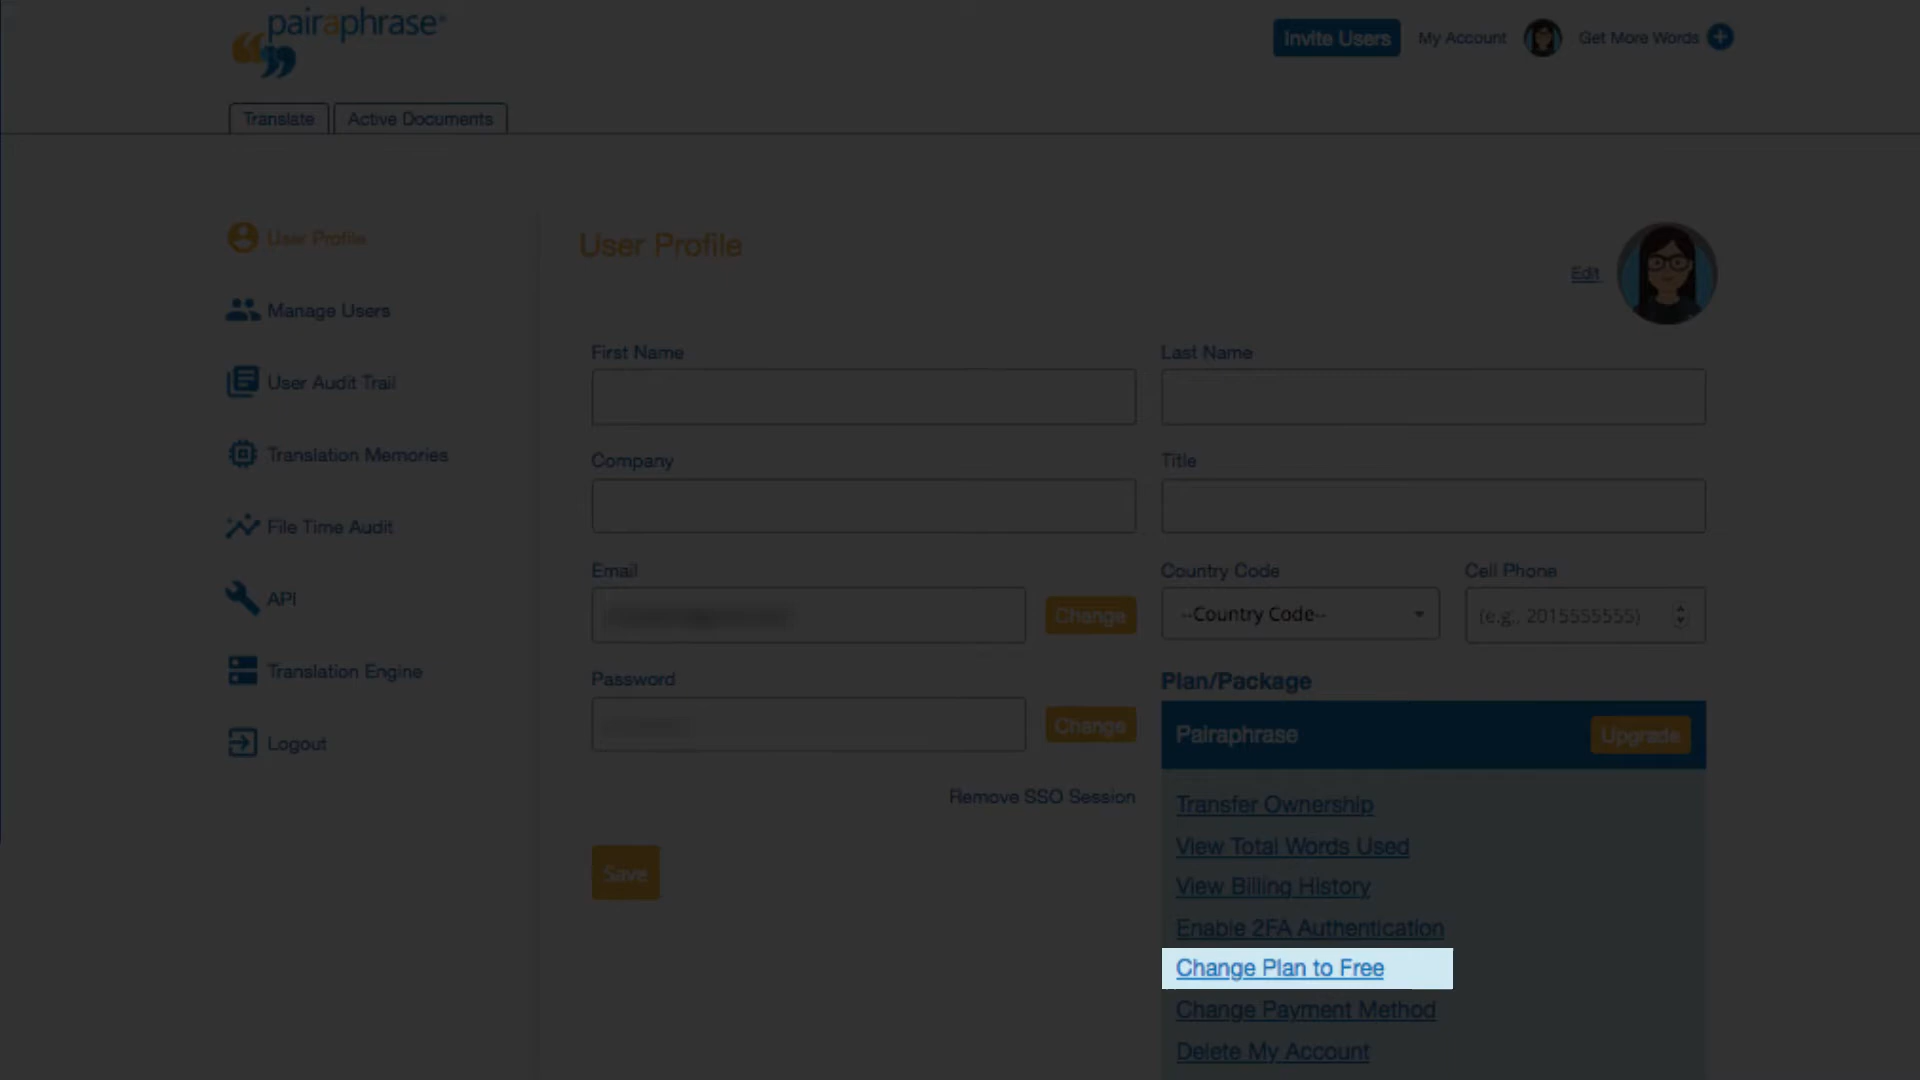 pairaphrase®
Invite Users
My Account
Get More Words
Translate
Active Documents
User Profile
Manage Users
User Audit Trail
Translation Memories
File Time Audit
API
Translation Engine
Logout
User Profile
Edit
First Name
Last Name
Company
Title
Email
Change
Country Code
--Country Code--
Cell Phone
(e.g., 2015555555)
Password
Change
Remove SSO Session
Save
Plan/Package
Pairaphrase
Upgrade
Transfer Ownership
View Total Words Used
View Billing History
Enable 2FA Authentication
Change Plan to Free
Change Payment Method
Delete My Account